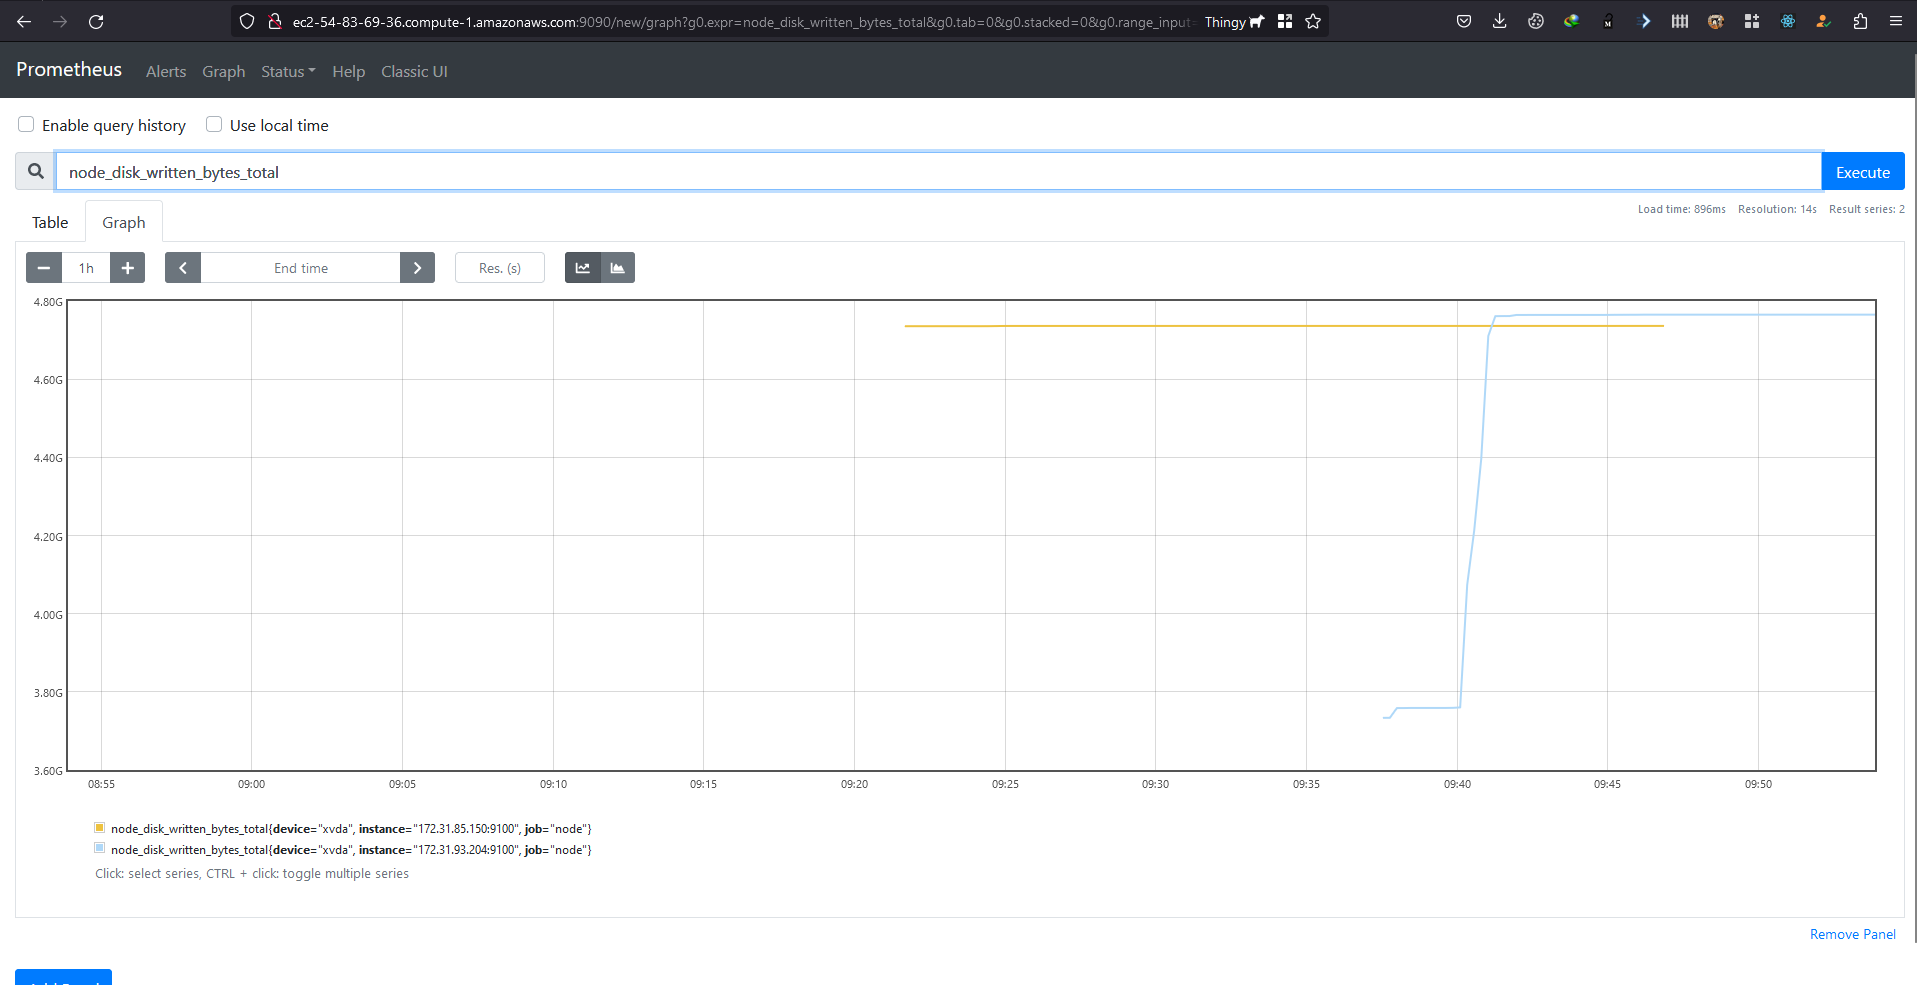 ec2-54-83-69-36.compute-1.amazonaws.com:9090/new/graph?g0.expr=node_disk_written_bytes_total&g0.tab=0&g0.stacked=0&g0.range_input= Thingy
Prometheus Alerts Graph Status Help Classic UI
Enable query history Use local time
node_disk_written_bytes_total Execute
Table Graph Load time: 896ms Resolution: 14s Result series: 2
1h End time Res. (s)
4.80G
4.60G
4.40G
4.20G
4.00G
3.80G
3.60G
08:55 09:00 09:05 09:10 09:15 09:20 09:25 09:30 09:35 09:40 09:45 09:50
node_disk_written_bytes_total{device="xvda", instance="172.31.85.150:9100", job="node"}
node_disk_written_bytes_total{device="xvda", instance="172.31.93.204:9100", job="node"}
Click: select series, CTRL + click: toggle multiple series
Remove Panel